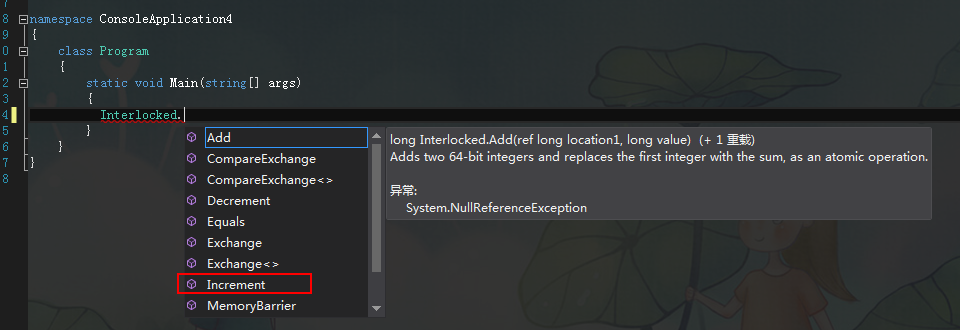 7
8 namespace ConsoleApplication4
9 {
0 class Program
1 {
2 static void Main(string[] args)
3 {
4 Interlocked.
5 }
6 }
7 }
8
Add
CompareExchange
CompareExchange<>
Decrement
Equals
Exchange
Exchange<>
Increment
MemoryBarrier
long Interlocked.Add(ref long location1, long value) (+ 1 重载)
Adds two 64-bit integers and replaces the first integer with the sum, as an atomic operation.
异常:
System.NullReferenceException